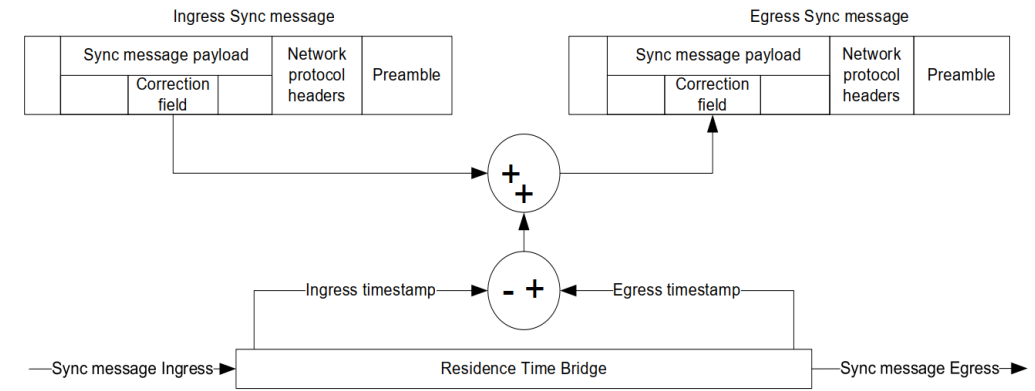 Ingress Sync message
Egress Sync message
Sync message payload
Correction
field
Network
protocol
headers
Preamble
Sync message payload
Correction
field
Network
protocol
headers
Preamble
+
+
Ingress timestamp
- +
Egress timestamp
Sync message Ingress
Residence Time Bridge
Sync message Egress